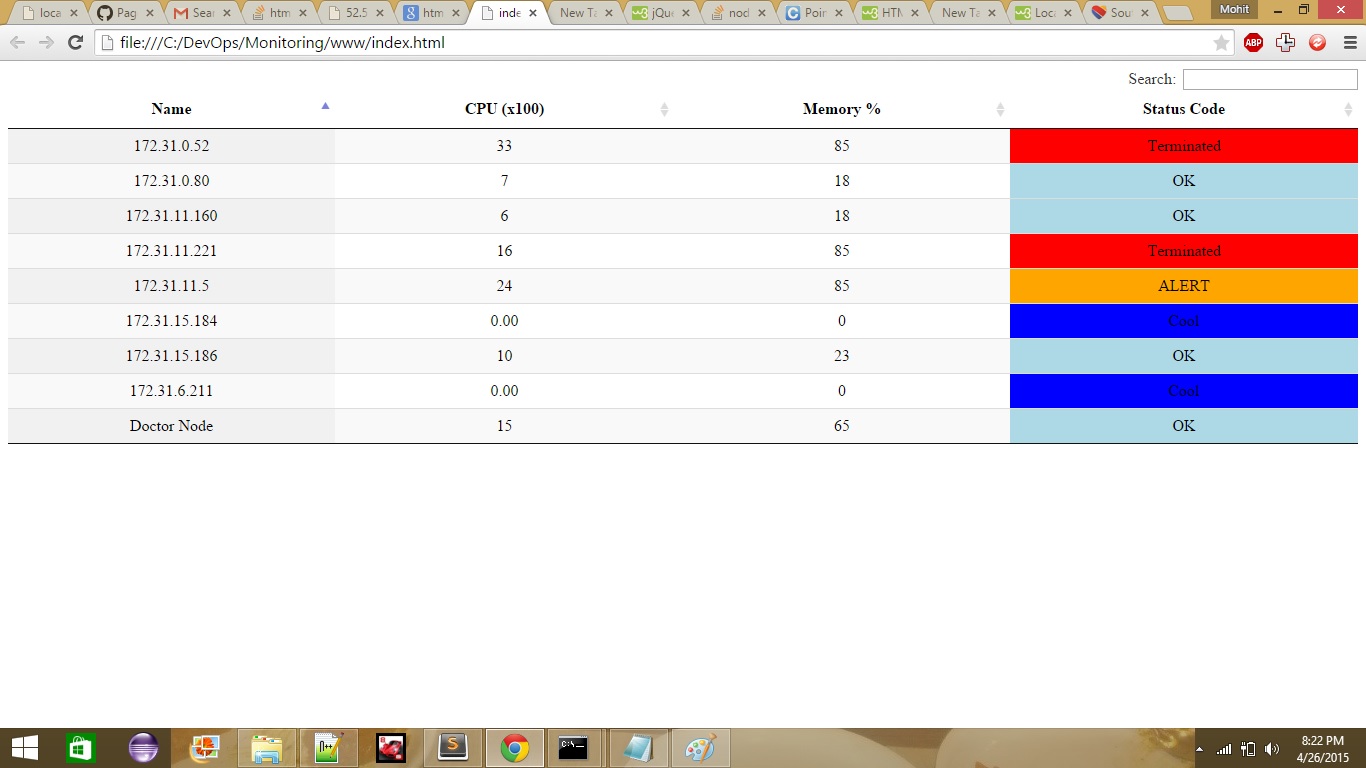 loca
Pag
Sear
htm
52.5
htm
inde
New Ta
jQue
nod
Poin
HTM
New Ta
Loca
Sou
Mohit
file:///C:/DevOps/Monitoring/www/index.html
ABP
Search:
Name CPU (x100) Memory % Status Code
172.31.0.52 33 85 Terminated
172.31.0.80 7 18 OK
172.31.11.160 6 18 OK
172.31.11.221 16 85 Terminated
172.31.11.5 24 85 ALERT
172.31.15.184 0.00 0 Cool
172.31.15.186 10 23 OK
172.31.6.211 0.00 0 Cool
Doctor Node 15 65 OK
8:22 PM
4/26/2015